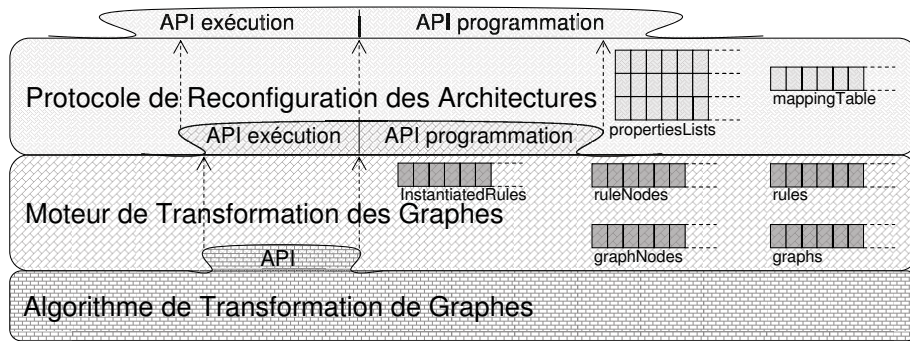 API exécution API programmation
Protocole de Reconfiguration des Architectures
propertiesLists
mappingTable
API exécution API programmation
InstantiatedRules ruleNodes rules
Moteur de Transformation des Graphes
graphNodes graphs
API
Algorithme de Transformation de Graphes